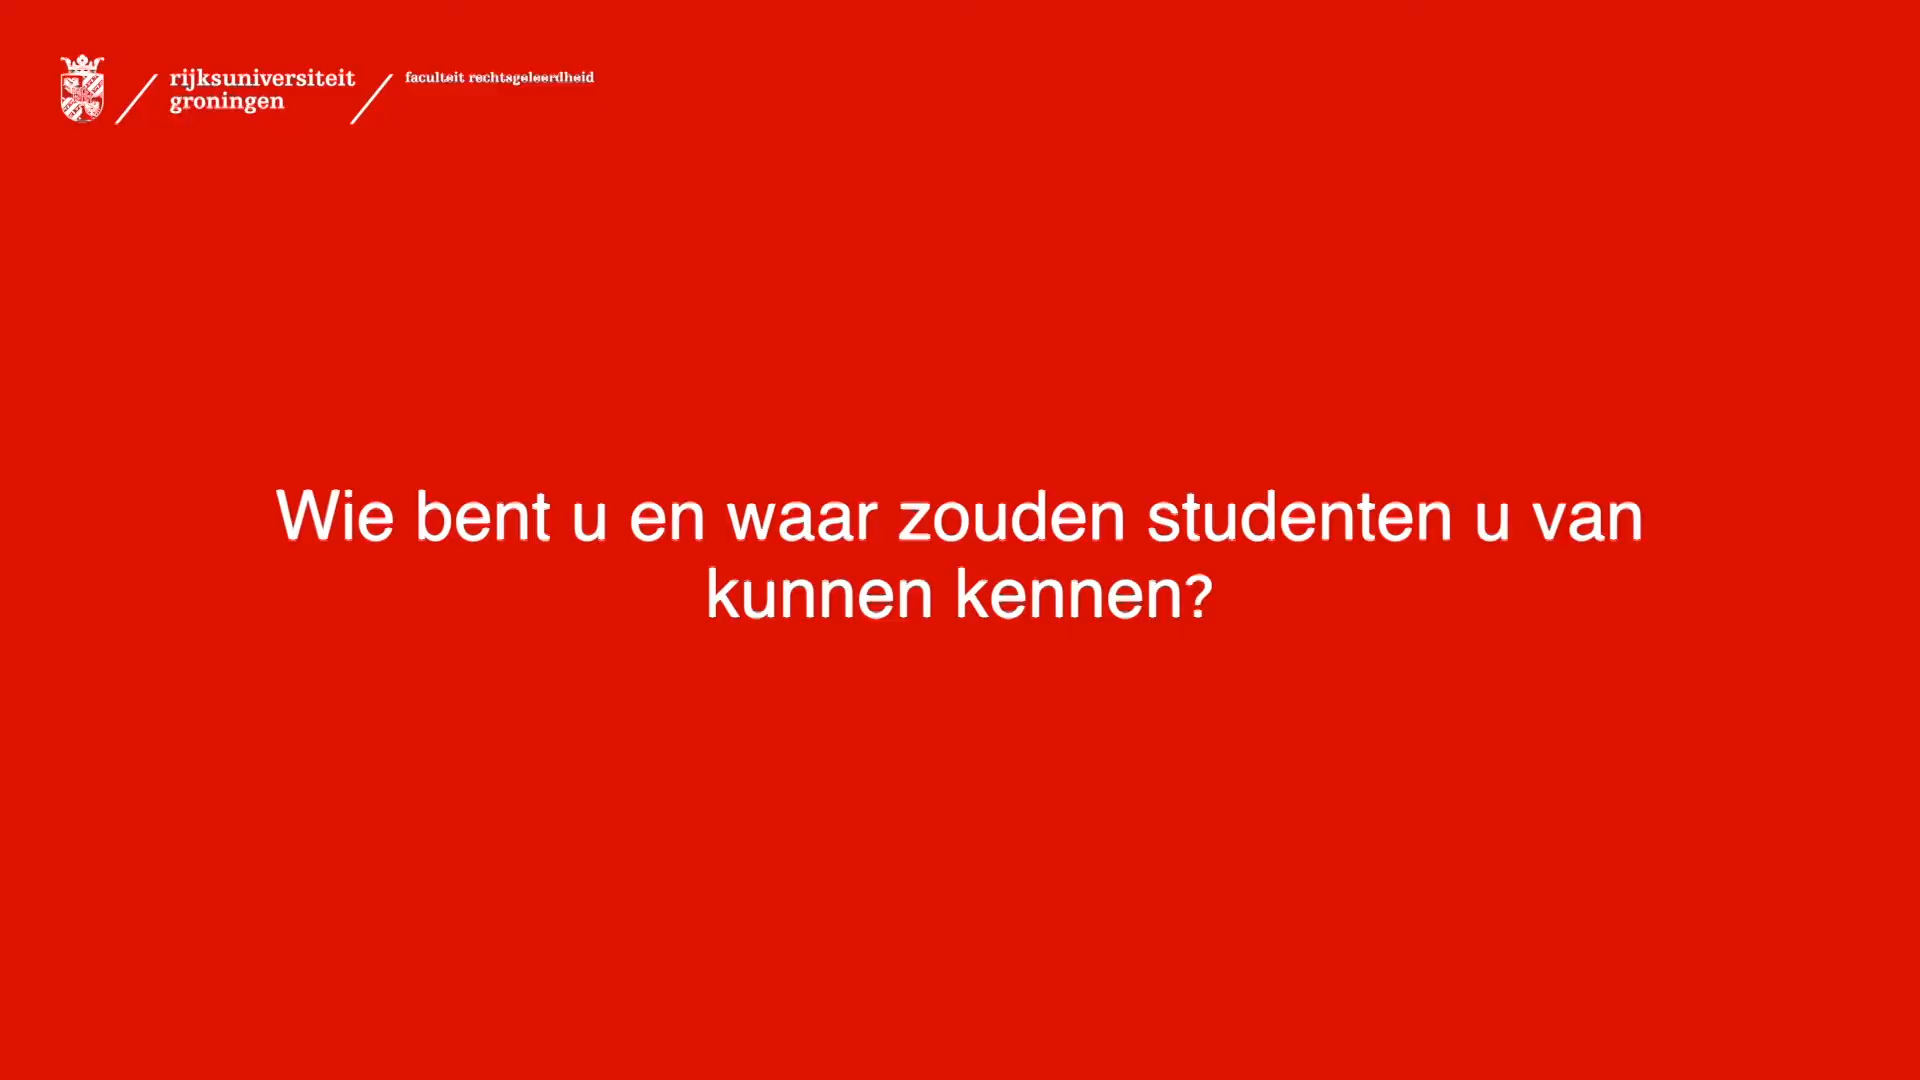 rijksuniversiteit
groningen
faculteit rechtsgeleerdheid
Wie bent u en waar zouden studenten u van
kunnen kennen?